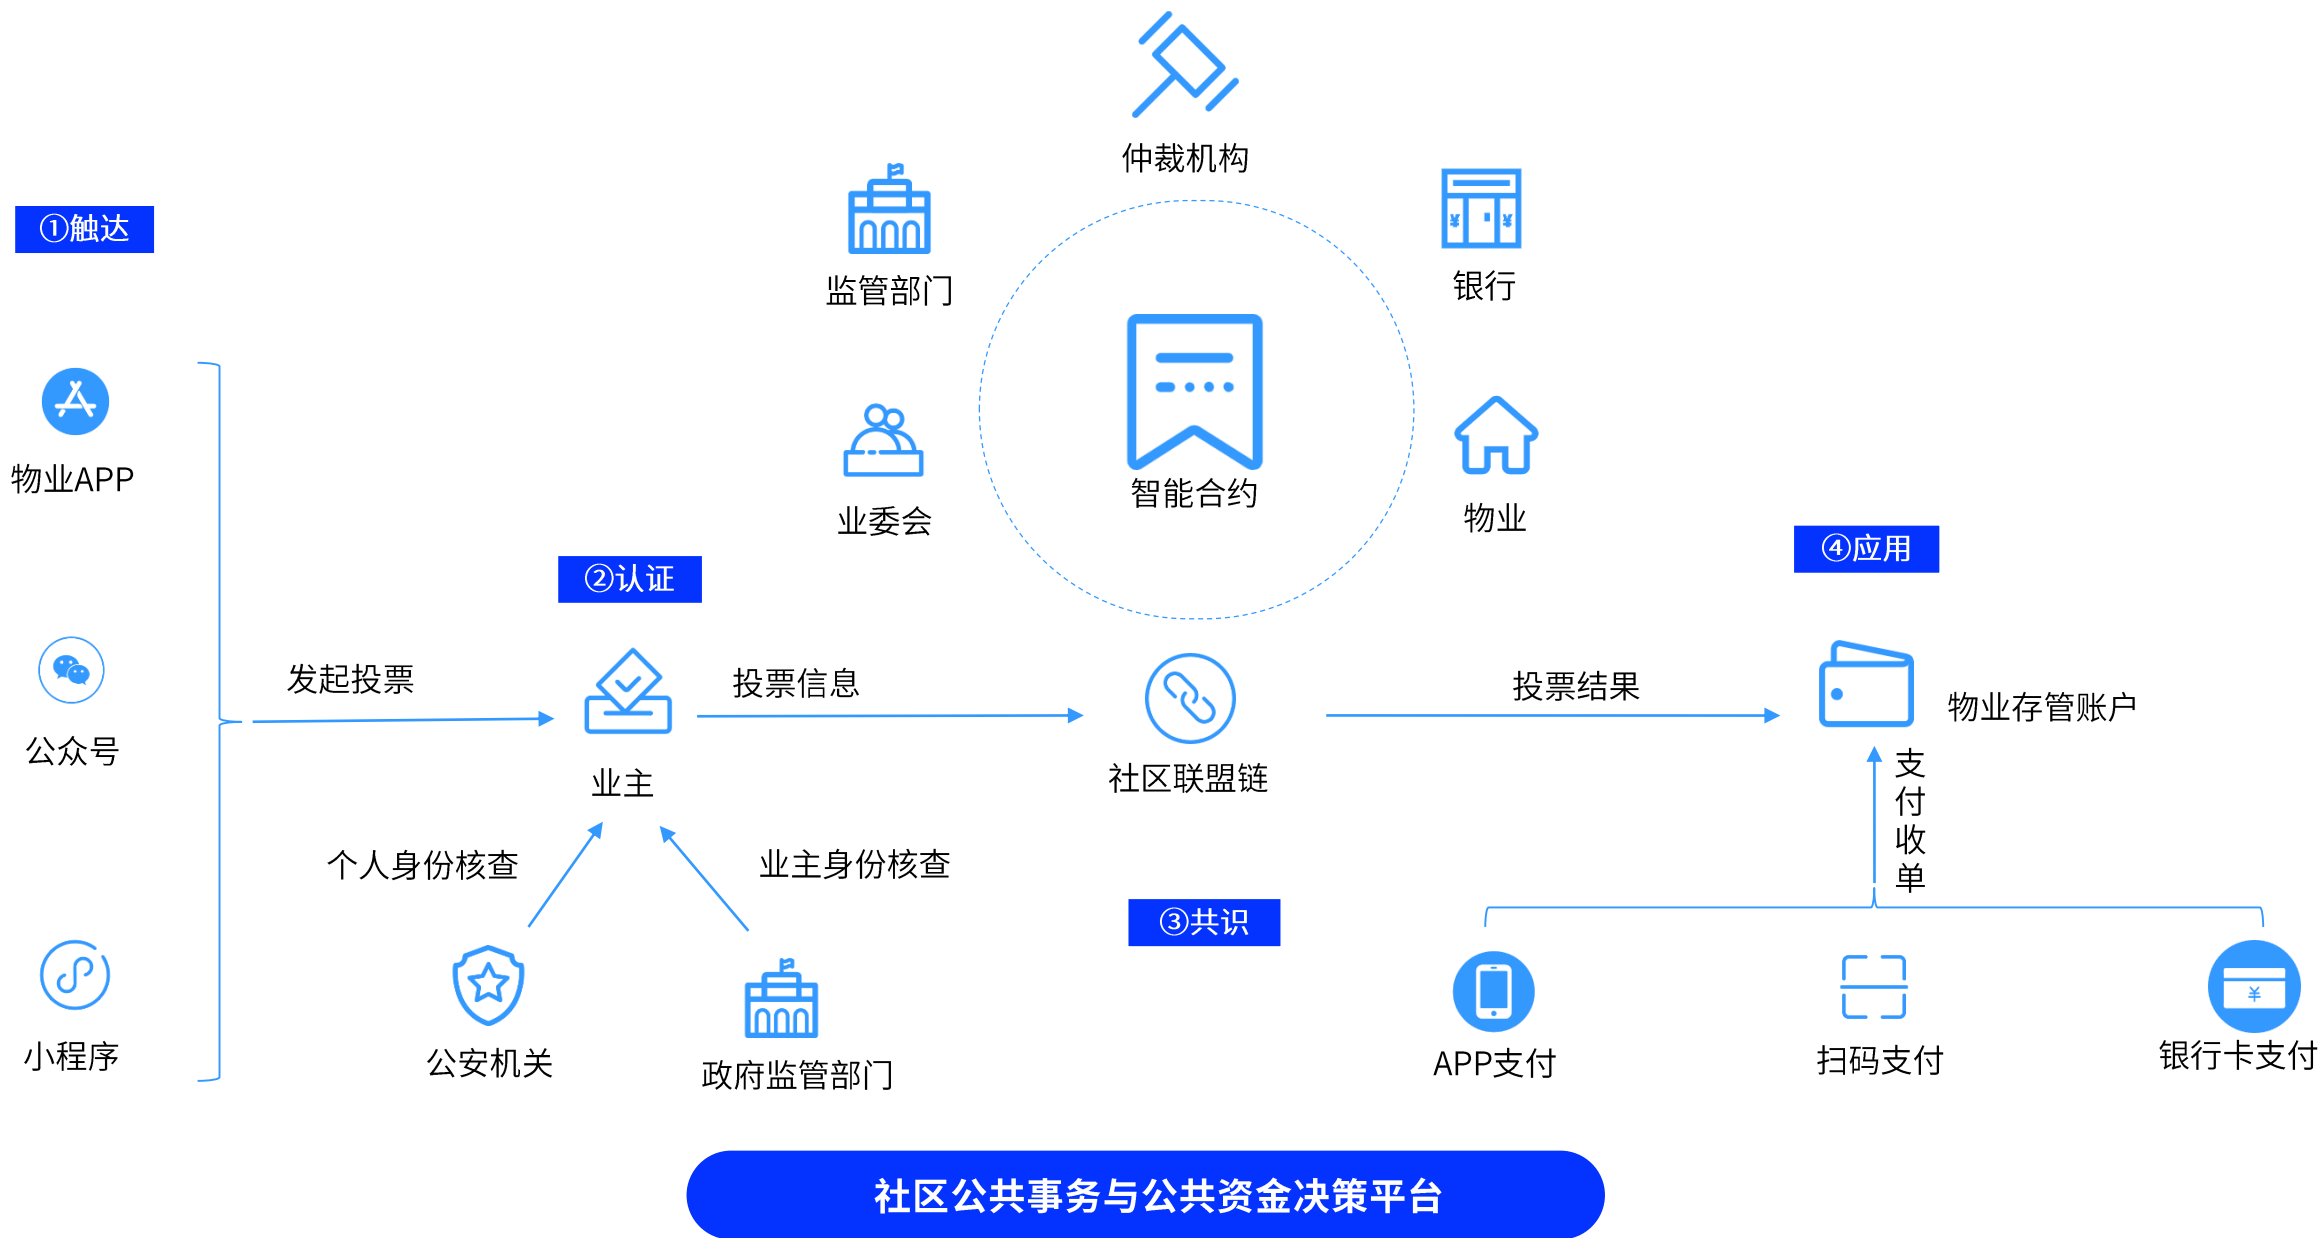 仲裁机构
监管部门
银行
①触达
智能合约
业委会
物业
物业APP
②认证
④应用
发起投票
投票信息
投票结果
物业存管账户
公众号
业主
社区联盟链
支
付
收
单
个人身份核查
业主身份核查
③共识
小程序
公安机关
政府监管部门
APP支付
扫码支付
银行卡支付
社区公共事务与公共资金决策平台